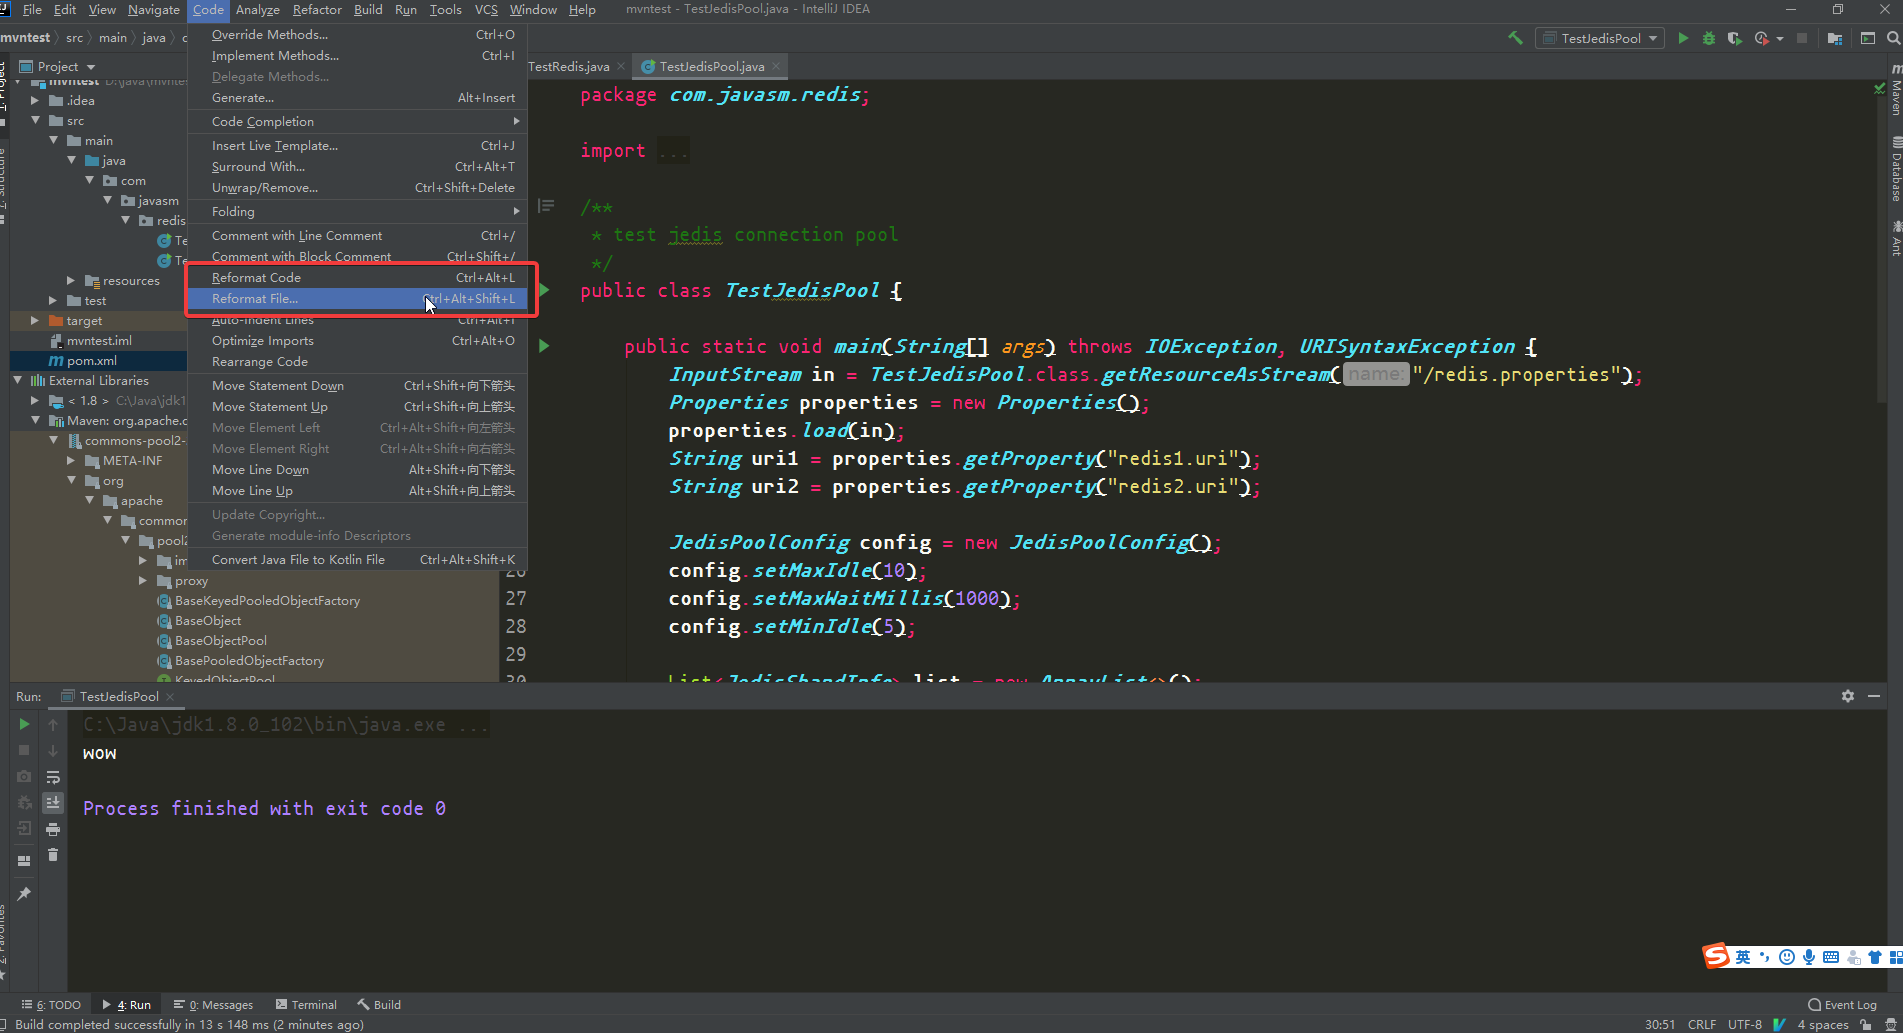 File Edit View Navigate Code Analyze Refactor Build Run Tools VCS Window Help mvntest - TestJedisPool.java - IntelliJ IDEA
mvntest src main java c
TestJedisPool
Project
TestRedis.java
TestJedisPool.java
mvntest D:\java\mvntes
.idea
src
main
java
com
javasm
redis
Te
Te
resources
test
target
mvntest.iml
pom.xml
External Libraries
< 1.8 > C:\Java\jdk1
Maven: org.apache.c
commons-pool2-
META-INF
org
apache
common
pool2
im
proxy
BaseKeyedPooledObjectFactory
BaseObject
BaseObjectPool
BasePooledObjectFactory
KeyedObjectPool
Override Methods... Ctrl+O
Implement Methods... Ctrl+I
Delegate Methods...
Generate... Alt+Insert
Code Completion
Insert Live Template... Ctrl+J
Surround With... Ctrl+Alt+T
Unwrap/Remove... Ctrl+Shift+Delete
Folding
Comment with Line Comment Ctrl+/
Comment with Block Comment Ctrl+Shift+/
Reformat Code Ctrl+Alt+L
Reformat File... Ctrl+Alt+Shift+L
Auto-Indent Lines Ctrl+Alt+I
Optimize Imports Ctrl+Alt+O
Rearrange Code
Move Statement Down Ctrl+Shift+向下箭头
Move Statement Up Ctrl+Shift+向上箭头
Move Element Left Ctrl+Alt+Shift+向左箭头
Move Element Right Ctrl+Alt+Shift+向右箭头
Move Line Down Alt+Shift+向下箭头
Move Line Up Alt+Shift+向上箭头
Update Copyright...
Generate module-info Descriptors
Convert Java File to Kotlin File Ctrl+Alt+Shift+K
package com.javasm.redis;
import ...
/**
* test jedis connection pool
*/
public class TestJedisPool {
public static void main(String[] args) throws IOException, URISyntaxException {
InputStream in = TestJedisPool.class.getResourceAsStream( name: "/redis.properties");
Properties properties = new Properties();
properties.load(in);
String uri1 = properties.getProperty("redis1.uri");
String uri2 = properties.getProperty("redis2.uri");
JedisPoolConfig config = new JedisPoolConfig();
26 config.setMaxIdle(10);
27 config.setMaxWaitMillis(1000);
28 config.setMinIdle(5);
29
30 List<JedisShardInfo> list = new ArrayList<>();
Maven
Database
Ant
1: Project
Z: Structure
2: Favorites
Run: TestJedisPool
C:\Java\jdk1.8.0_102\bin\java.exe ...
wow
Process finished with exit code 0
英
6: TODO 4: Run 0: Messages Terminal Build Event Log
Build completed successfully in 13 s 148 ms (2 minutes ago) 30:51 CRLF UTF-8 4 spaces